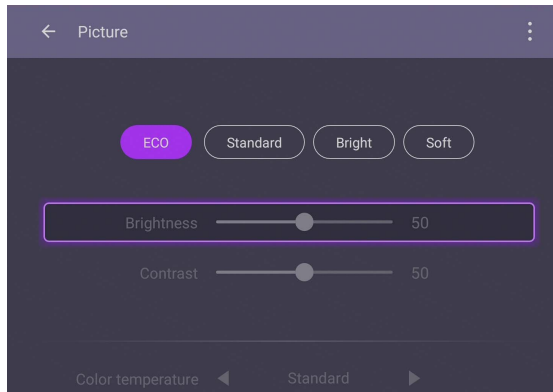 Picture
ECO Standard Bright Soft
Brightness 50
Contrast 50
Color temperature Standard